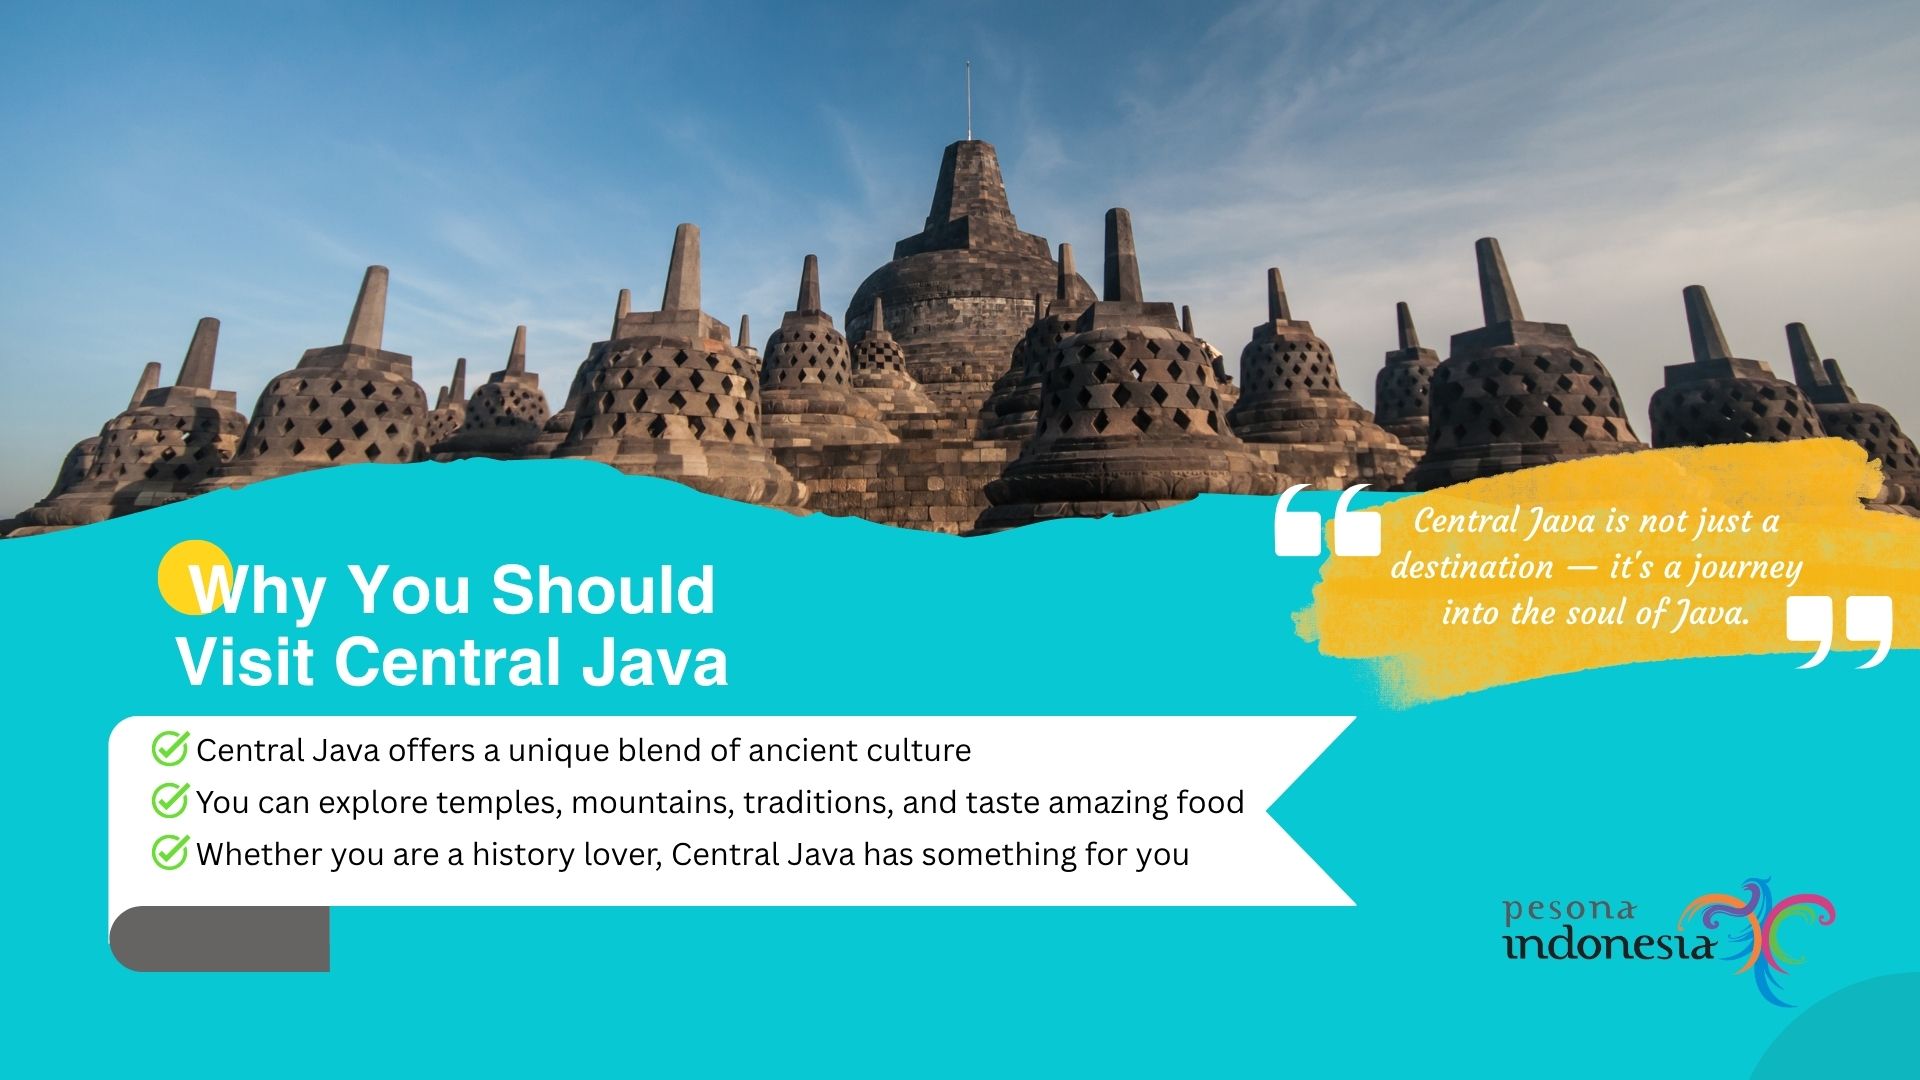 Central Java is not just a
destination — it's a journey
into the soul of Java.
Why You Should
Visit Central Java
Central Java offers a unique blend of ancient culture
You can explore temples, mountains, traditions, and taste amazing food
Whether you are a history lover, Central Java has something for you
pesona
indonesia